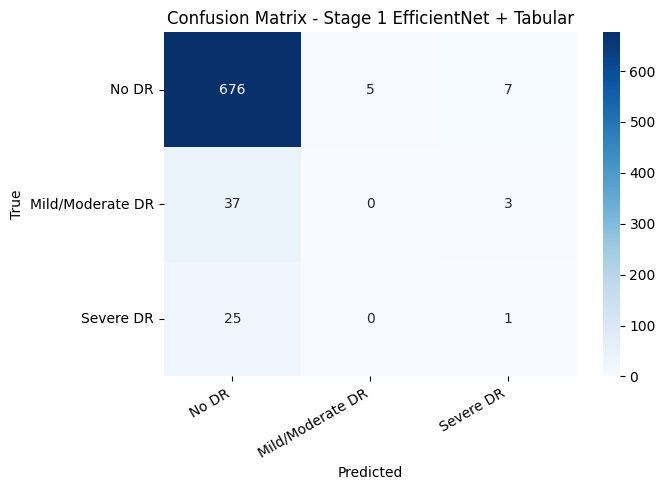 Confusion Matrix - Stage 1 EfficientNet + Tabular
No DR
676
5
7
Mild/Moderate DR
37
0
3
Severe DR
25
0
1
No DR
Mild/Moderate DR
Severe DR
Predicted
True
600
500
400
300
200
100
0